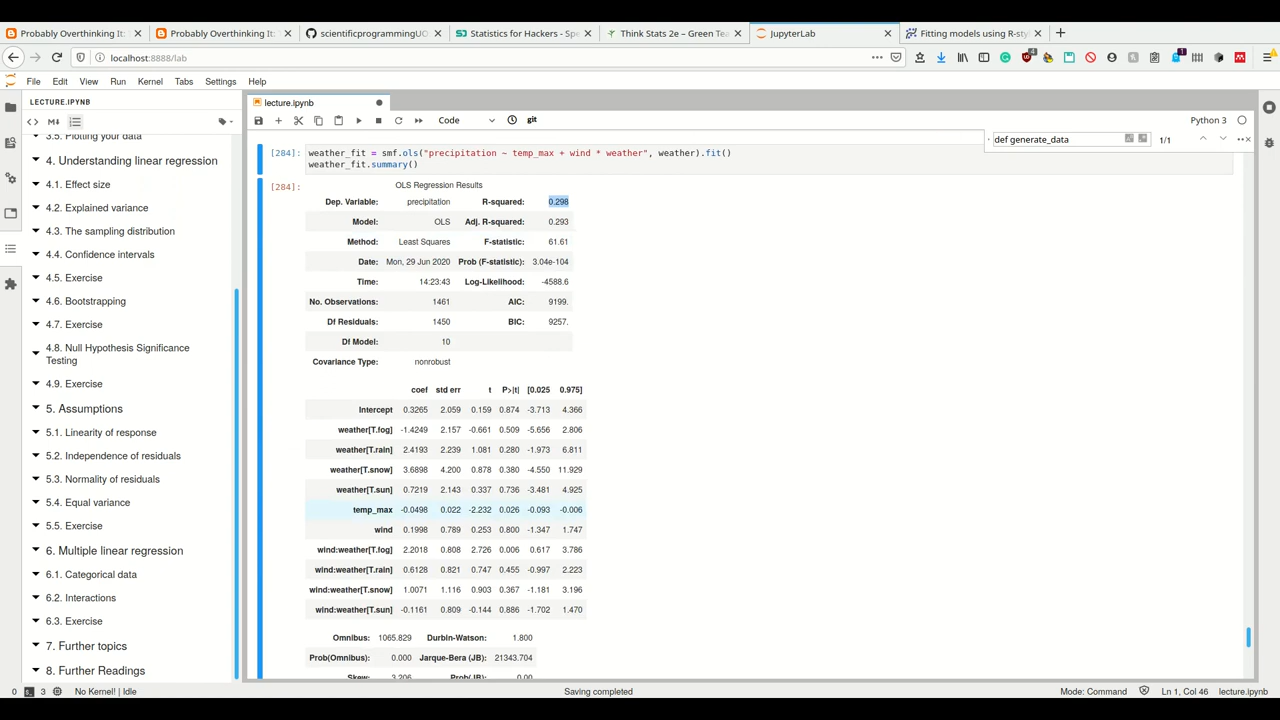 Probably Overthinking It:
Probably Overthinking It:
scientificprogrammingUO
Statistics for Hackers - Spe
Think Stats 2e – Green Tea
JupyterLab
Fitting models using R-sty
localhost:8888/lab
File Edit View Run Kernel Tabs Settings Help
LECTURE.IPYNB
lecture.ipynb
Code
git
Python 3
def generate_data
1/1
3.5. Plotting your data
4. Understanding linear regression
4.1. Effect size
4.2. Explained variance
4.3. The sampling distribution
4.4. Confidence intervals
4.5. Exercise
4.6. Bootstrapping
4.7. Exercise
4.8. Null Hypothesis Significance
Testing
4.9. Exercise
5. Assumptions
5.1. Linearity of response
5.2. Independence of residuals
5.3. Normality of residuals
5.4. Equal variance
5.5. Exercise
6. Multiple linear regression
6.1. Categorical data
6.2. Interactions
6.3. Exercise
7. Further topics
8. Further Readings
[284]: weather_fit = smf.ols("precipitation ~ temp_max + wind * weather", weather).fit()
weather_fit.summary()
[284]: OLS Regression Results
Dep. Variable: precipitation R-squared: 0.298
Model: OLS Adj. R-squared: 0.293
Method: Least Squares F-statistic: 61.61
Date: Mon, 29 Jun 2020 Prob (F-statistic): 3.04e-104
Time: 14:23:43 Log-Likelihood: -4588.6
No. Observations: 1461 AIC: 9199.
Df Residuals: 1450 BIC: 9257.
Df Model: 10
Covariance Type: nonrobust
coef std err t P>|t| [0.025 0.975]
Intercept 0.3265 2.059 0.159 0.874 -3.713 4.366
weather[T.fog] -1.4249 2.157 -0.661 0.509 -5.656 2.806
weather[T.rain] 2.4193 2.239 1.081 0.280 -1.973 6.811
weather[T.snow] 3.6898 4.200 0.878 0.380 -4.550 11.929
weather[T.sun] 0.7219 2.143 0.337 0.736 -3.481 4.925
temp_max -0.0498 0.022 -2.232 0.026 -0.093 -0.006
wind 0.1998 0.789 0.253 0.800 -1.347 1.747
wind:weather[T.fog] 2.2018 0.808 2.726 0.006 0.617 3.786
wind:weather[T.rain] 0.6128 0.821 0.747 0.455 -0.997 2.223
wind:weather[T.snow] 1.0071 1.116 0.903 0.367 -1.181 3.196
wind:weather[T.sun] -0.1161 0.809 -0.144 0.886 -1.702 1.470
Omnibus: 1065.829 Durbin-Watson: 1.800
Prob(Omnibus): 0.000 Jarque-Bera (JB): 21343.704
Skew: 3.206 Prob(JB): 0.00
0 3 No Kernel! | Idle
Saving completed
Mode: Command Ln 1, Col 46 lecture.ipynb